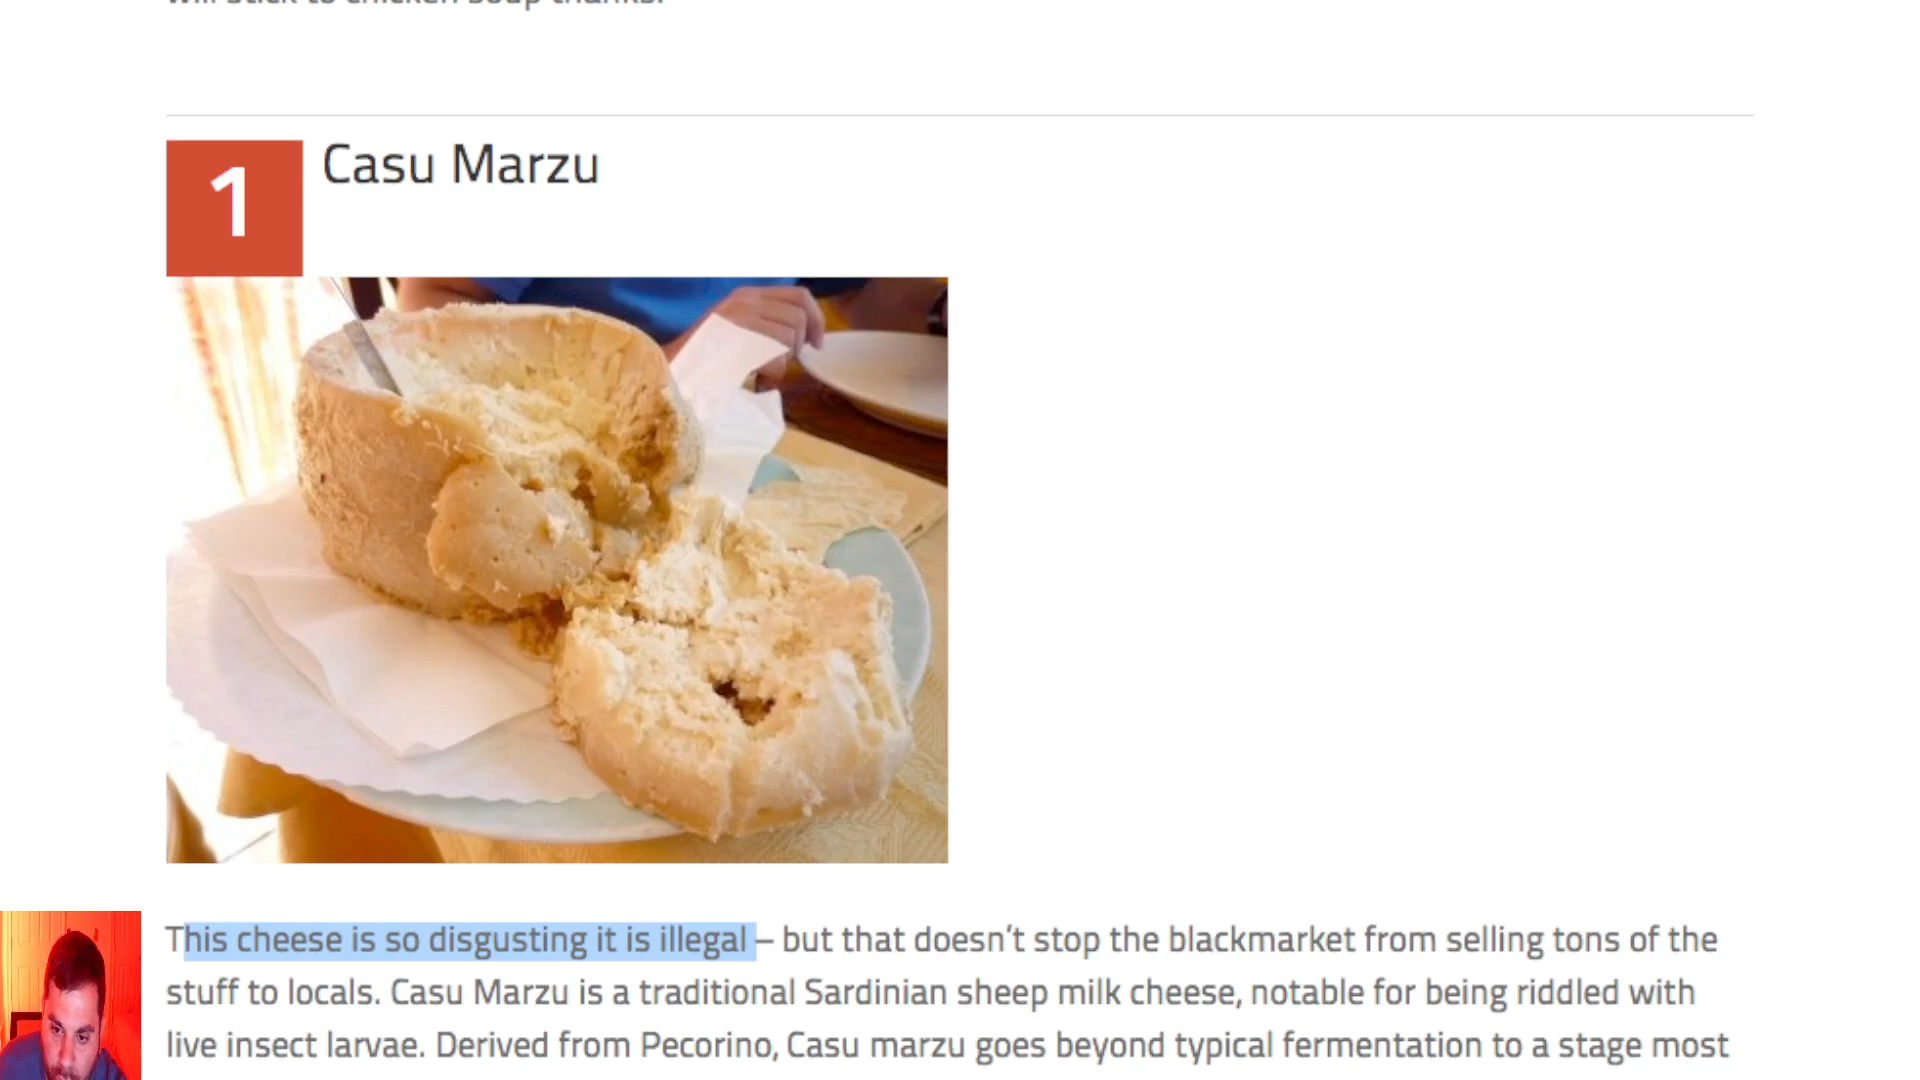 will stick to chicken soup thanks.
1
Casu Marzu
This cheese is so disgusting it is illegal – but that doesn’t stop the blackmarket from selling tons of the
stuff to locals. Casu Marzu is a traditional Sardinian sheep milk cheese, notable for being riddled with
live insect larvae. Derived from Pecorino, Casu marzu goes beyond typical fermentation to a stage most